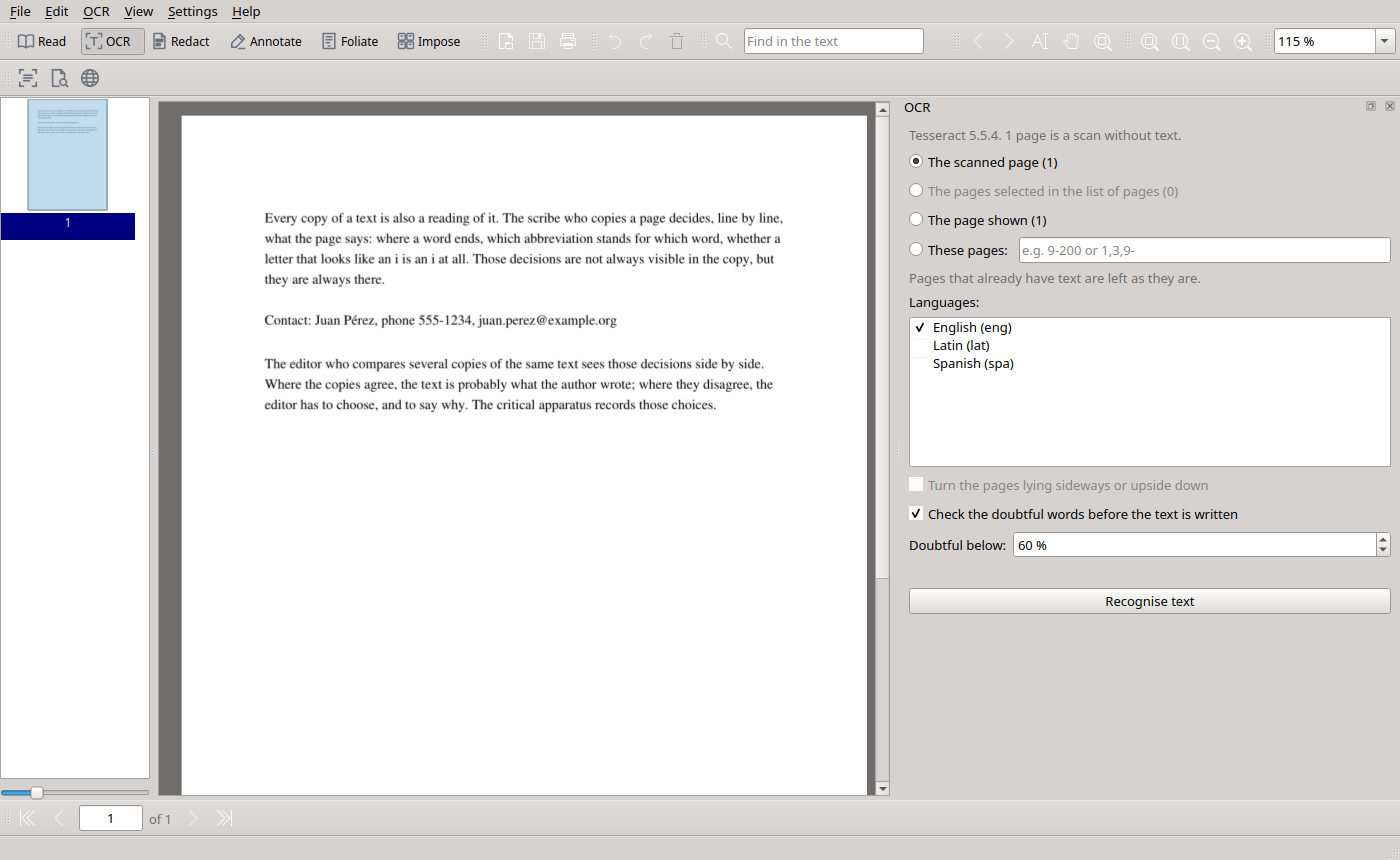 File Edit OCR View Settings Help
Read OCR Redact Annotate Foliate Impose Find in the text 115 %
1
Every copy of a text is also a reading of it. The scribe who copies a page decides, line by line,
what the page says: where a word ends, which abbreviation stands for which word, whether a
letter that looks like an i is an i at all. Those decisions are not always visible in the copy, but
they are always there.
Contact: Juan Pérez, phone 555-1234, juan.perez@example.org
The editor who compares several copies of the same text sees those decisions side by side.
Where the copies agree, the text is probably what the author wrote; where they disagree, the
editor has to choose, and to say why. The critical apparatus records those choices.
OCR
Tesseract 5.5.4. 1 page is a scan without text.
The scanned page (1)
The pages selected in the list of pages (0)
The page shown (1)
These pages: e.g. 9-200 or 1,3,9-
Pages that already have text are left as they are.
Languages:
English (eng)
Latin (lat)
Spanish (spa)
Turn the pages lying sideways or upside down
Check the doubtful words before the text is written
Doubtful below: 60 %
Recognise text
1 of 1